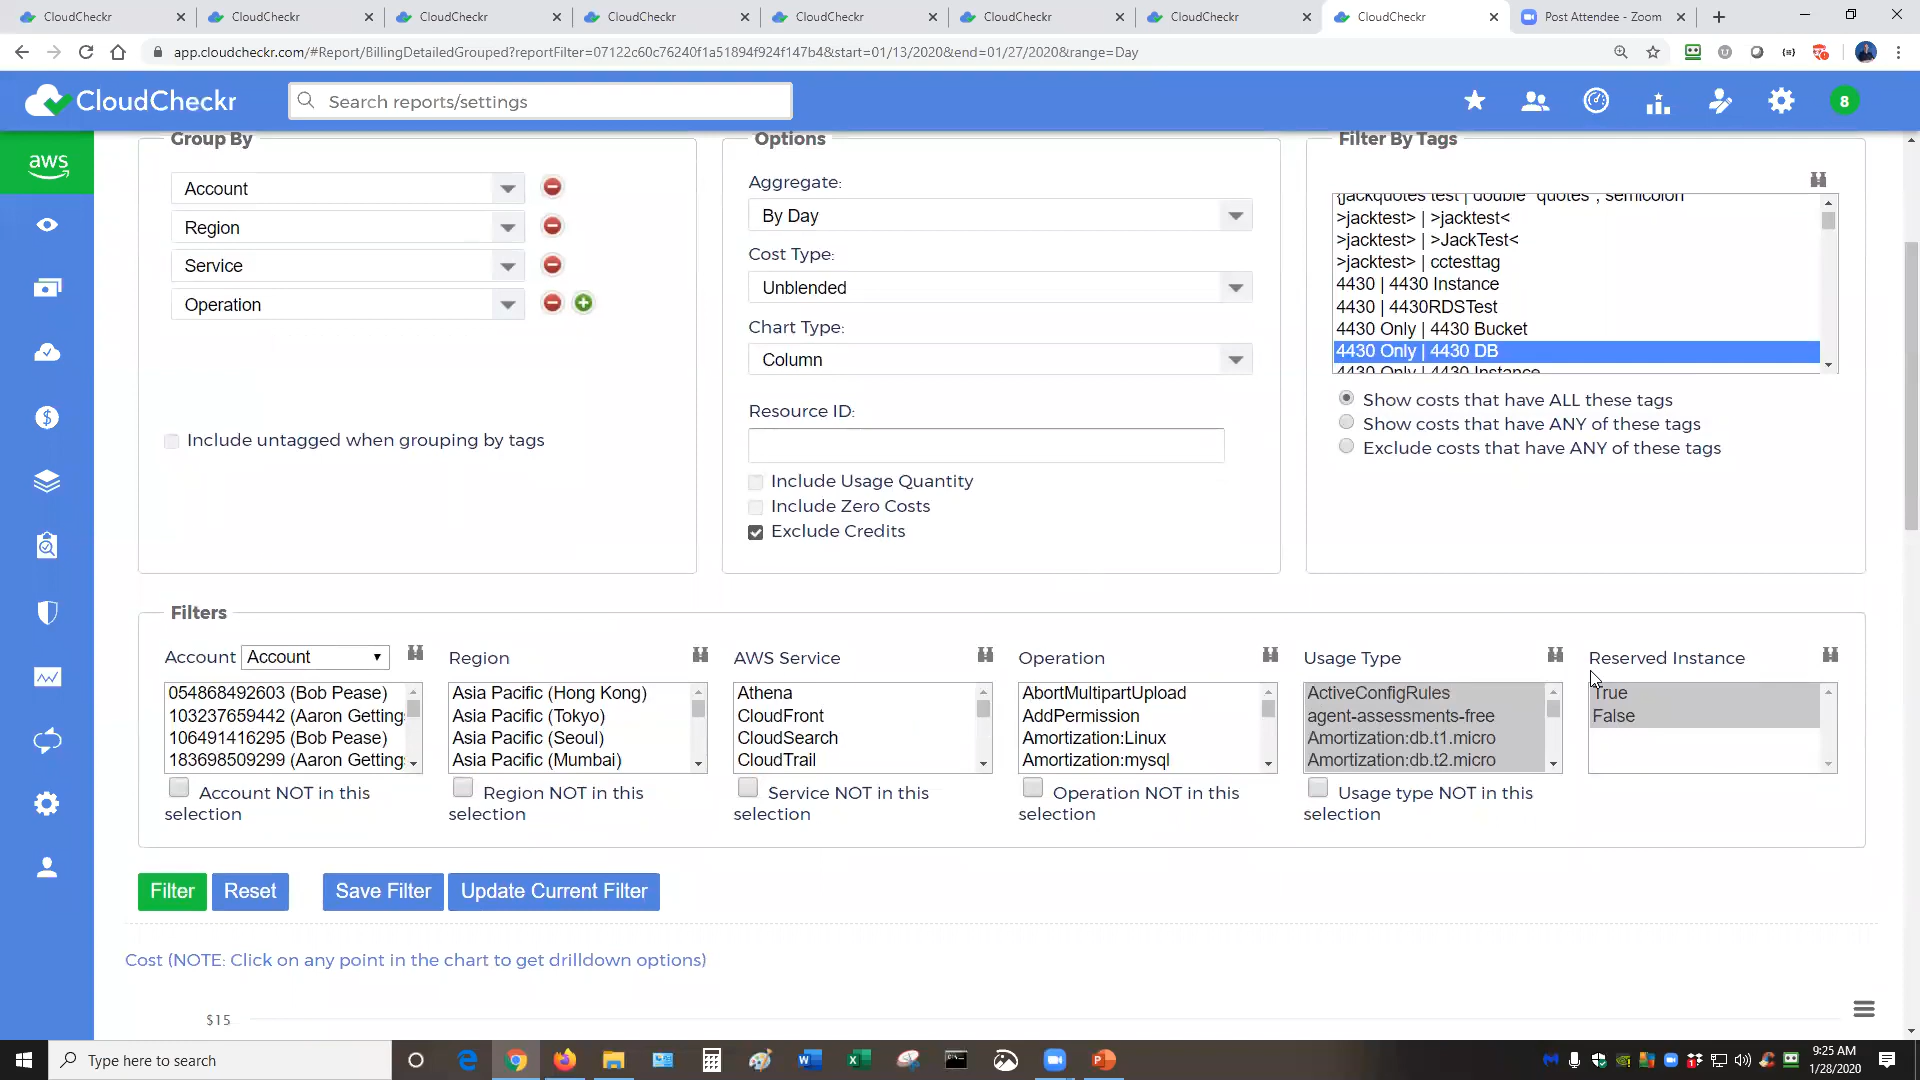 CloudCheckr
CloudCheckr
CloudCheckr
CloudCheckr
CloudCheckr
CloudCheckr
CloudCheckr
CloudCheckr
Post Attendee - Zoom
app.cloudcheckr.com/#Report/BillingDetailedGrouped?reportFilter=07122c60c76240f1a51894f924f147b4&start=01/13/2020&end=01/27/2020&range=Day
CloudCheckr
Search reports/settings
8
aws
Group By
Account
Region
Service
Operation
Include untagged when grouping by tags
Options
Aggregate:
By Day
Cost Type:
Unblended
Chart Type:
Column
Resource ID:
Include Usage Quantity
Include Zero Costs
Exclude Credits
Filter By Tags
{jackquotes test | double "quotes", semicolon
>jacktest> | >jacktest<
>jacktest> | >JackTest<
>jacktest> | cctesttag
4430 | 4430 Instance
4430 | 4430RDSTest
4430 Only | 4430 Bucket
4430 Only | 4430 DB
4430 Only | 4430 Instance
Show costs that have ALL these tags
Show costs that have ANY of these tags
Exclude costs that have ANY of these tags
Filters
Account Account
054868492603 (Bob Pease)
103237659442 (Aaron Getting
106491416295 (Bob Pease)
183698509299 (Aaron Getting
Account NOT in this
selection
Region
Asia Pacific (Hong Kong)
Asia Pacific (Tokyo)
Asia Pacific (Seoul)
Asia Pacific (Mumbai)
Region NOT in this
selection
AWS Service
Athena
CloudFront
CloudSearch
CloudTrail
Service NOT in this
selection
Operation
AbortMultipartUpload
AddPermission
Amortization:Linux
Amortization:mysql
Operation NOT in this
selection
Usage Type
ActiveConfigRules
agent-assessments-free
Amortization:db.t1.micro
Amortization:db.t2.micro
Usage type NOT in this
selection
Reserved Instance
True
False
Filter
Reset
Save Filter
Update Current Filter
Cost (NOTE: Click on any point in the chart to get drilldown options)
$15
Type here to search
9:25 AM
1/28/2020